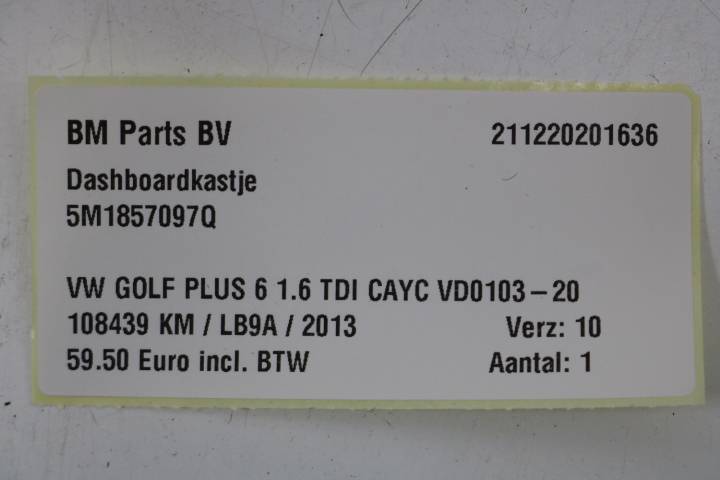 BM Parts BV 211220201636
Dashboardkastje
5M1857097Q
VW GOLF PLUS 6 1.6 TDI CAYC VD0103-20
108439 KM / LB9A / 2013 Verz: 10
59.50 Euro incl. BTW Aantal: 1